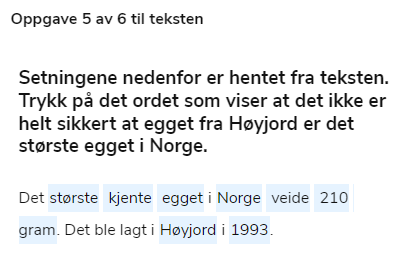 Oppgave 5 av 6 til teksten
Setningene nedenfor er hentet fra teksten.
Trykk på det ordet som viser at det ikke er
helt sikkert at egget fra Høyjord er det
største egget i Norge.
Det største kjente egget i Norge veide 210
gram. Det ble lagt i Høyjord i 1993.